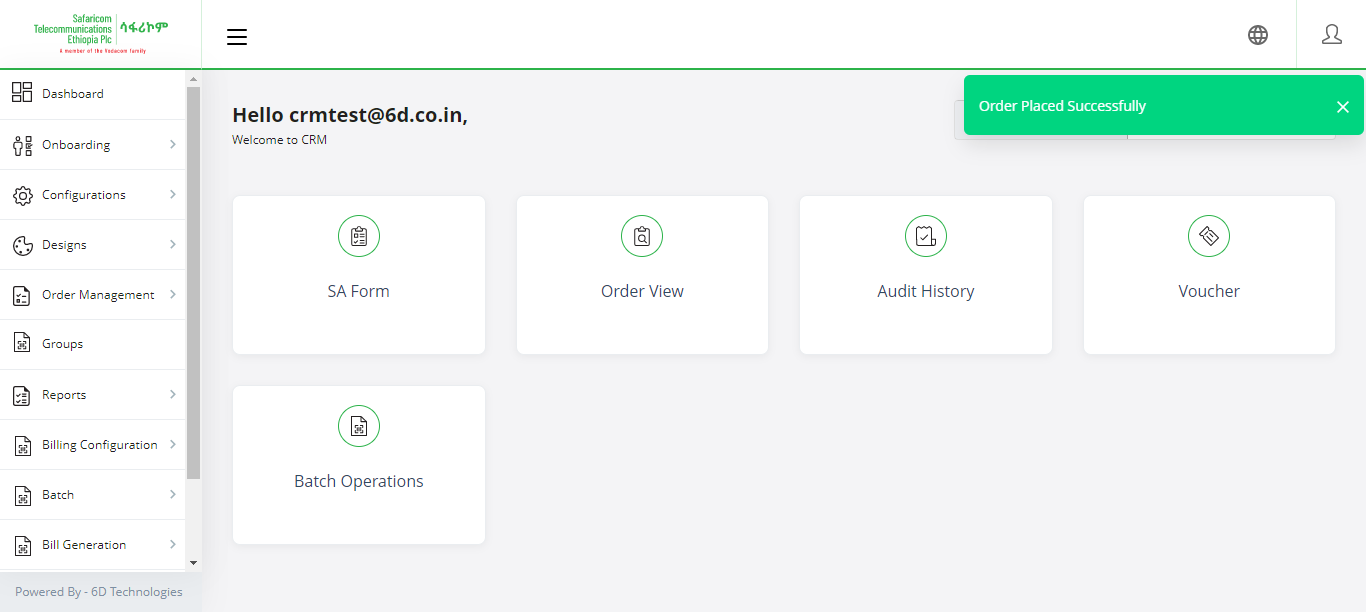 Safaricom
Telecommunications
Ethiopia Plc
ሳፋሪኮም
A member of the Vodacom family
Order Placed Successfully
Dashboard
Onboarding
Configurations
Designs
Order Management
Groups
Reports
Billing Configuration
Batch
Bill Generation
Powered By - 6D Technologies
Hello crmtest@6d.co.in,
Welcome to CRM
SA Form
Order View
Audit History
Voucher
Batch Operations